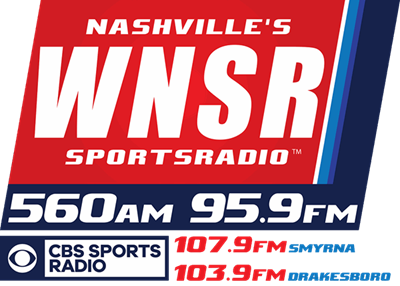 NASHVILLE'S
WNSR
SPORTSRADIO™
560AM 95.9FM
CBS SPORTS RADIO
107.9FM SMYRNA
103.9FM DRAKESBORO